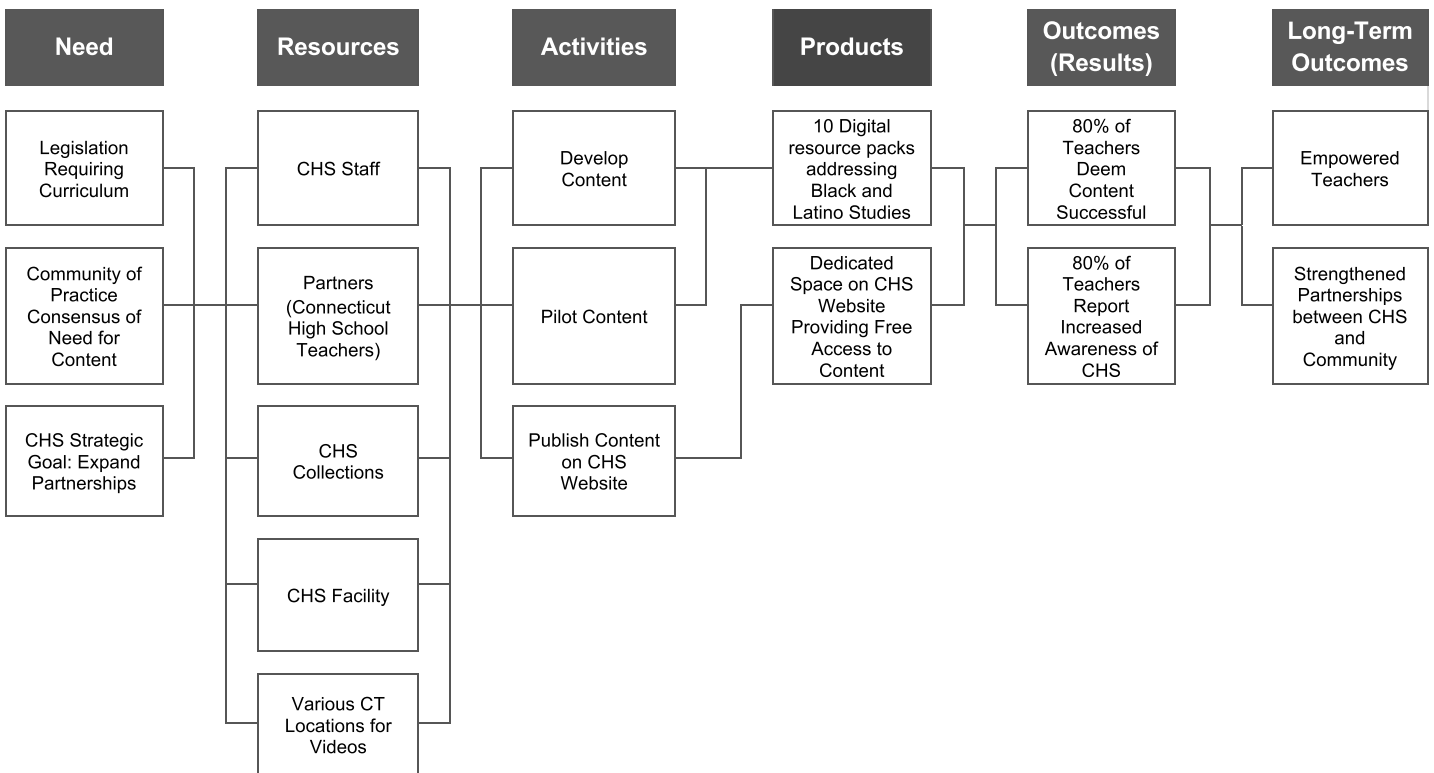 Need
Resources
Activities
Products
Outcomes
(Results)
Long-Term
Outcomes
Legislation
Requiring
Curriculum
Community of
Practice
Consensus of
Need for
Content
CHS Strategic
Goal: Expand
Partnerships
CHS Staff
Partners
(Connecticut
High School
Teachers)
CHS
Collections
CHS Facility
Various CT
Locations for
Videos
Develop
Content
Pilot Content
Publish Content
on CHS
Website
10 Digital
resource packs
addressing
Black and
Latino Studies
Dedicated
Space on CHS
Website
Providing Free
Access to
Content
80% of
Teachers
Deem
Content
Successful
80% of
Teachers
Report
Increased
Awareness of
CHS
Empowered
Teachers
Strengthened
Partnerships
between CHS
and
Community